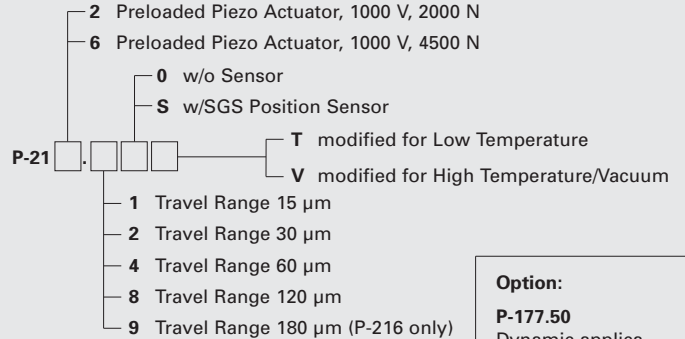 2 Preloaded Piezo Actuator, 1000 V, 2000 N
6 Preloaded Piezo Actuator, 1000 V, 4500 N
0 w/o Sensor
S w/SGS Position Sensor
T modified for Low Temperature
P-21 .
V modified for High Temperature/Vacuum
1 Travel Range 15 µm
2 Travel Range 30 µm
4 Travel Range 60 µm
8 Travel Range 120 µm
9 Travel Range 180 µm (P-216 only)
Option:
P-177.50